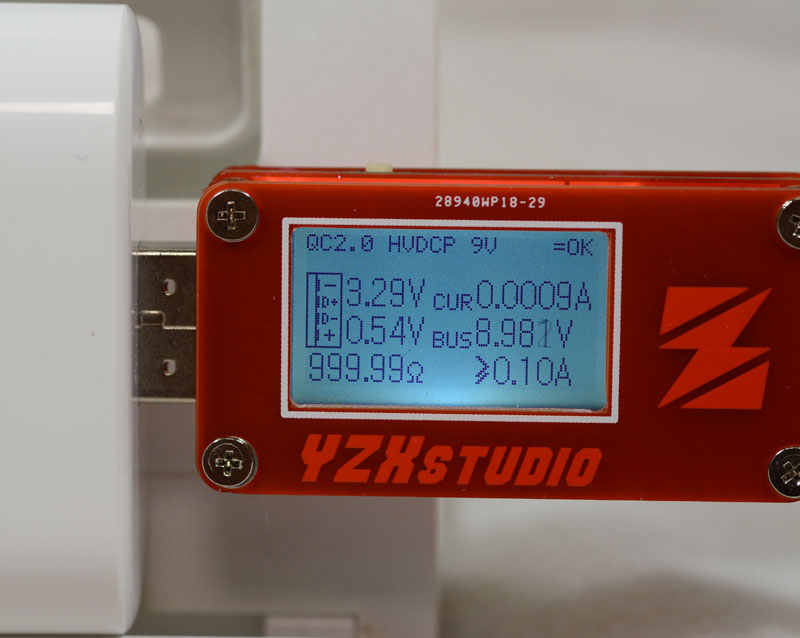 28940WP18-29
QC2.0 HVDCP 9V =OK
- D+ 3.29V CUR 0.0009A
D- + 0.54V BUS 8.981V
999.99Ω ≥0.10A
YZXSTUDIO